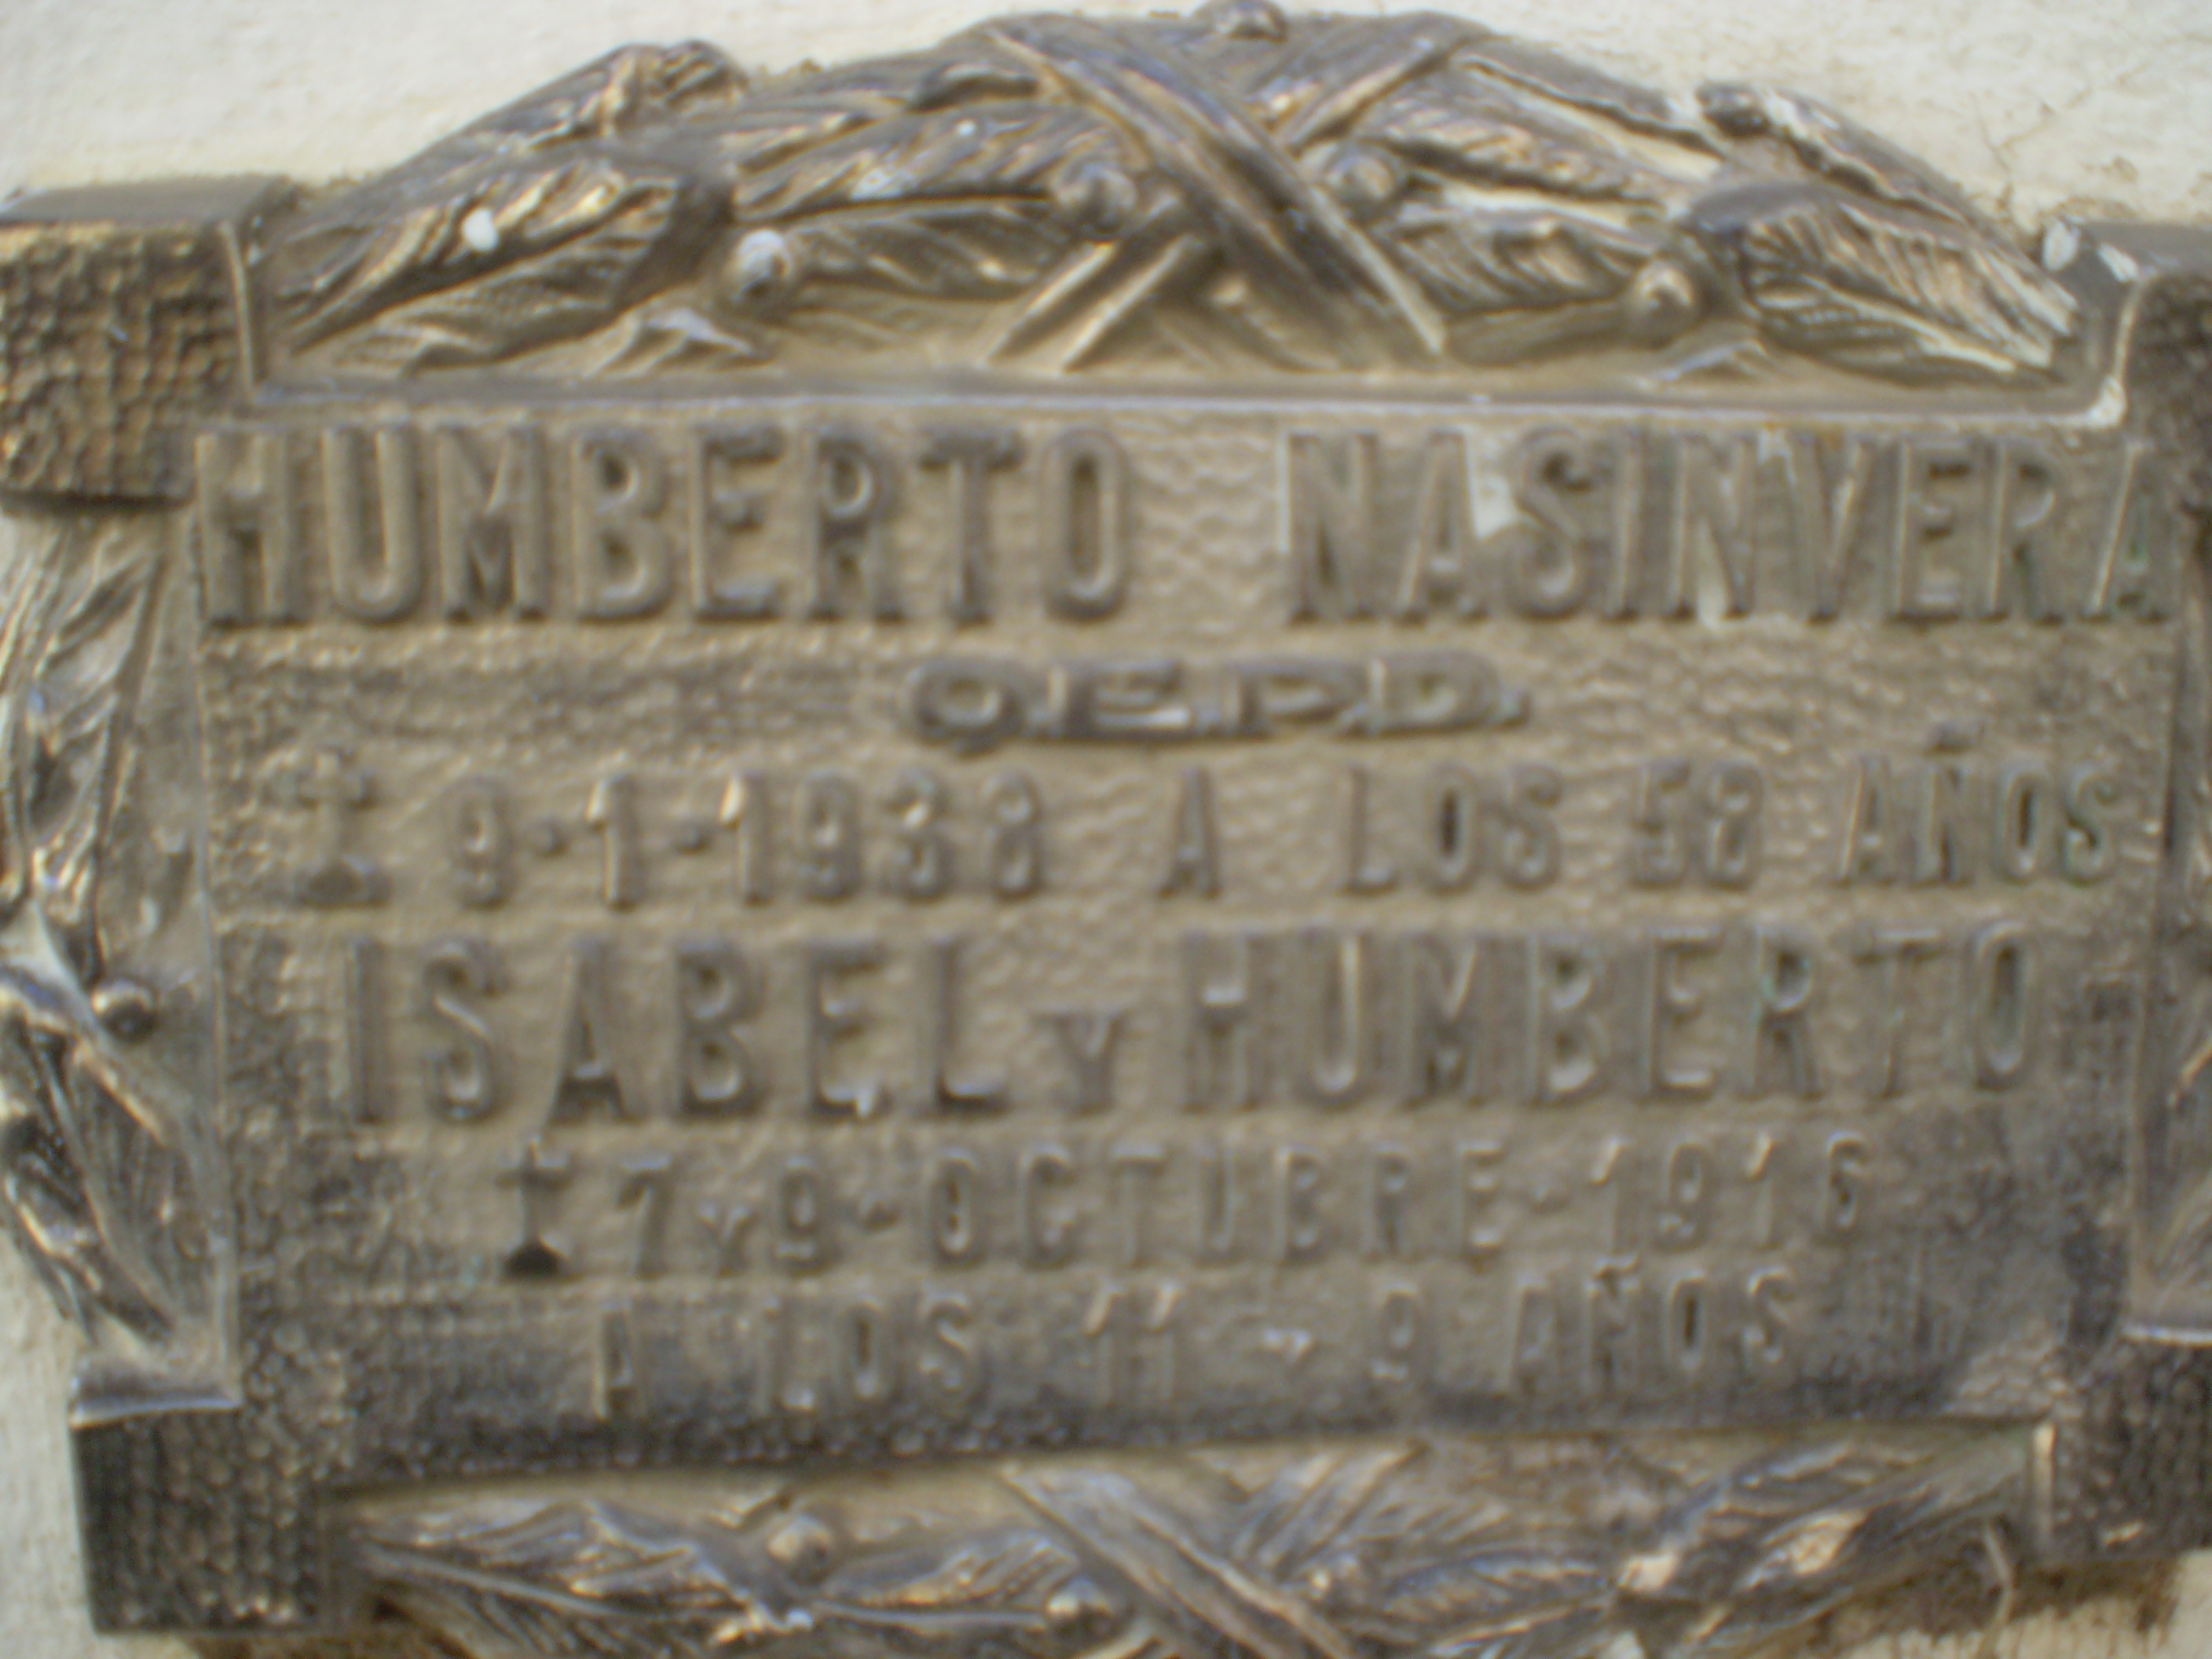 HUMBERTO NASINVERA
Q.E.P.D.
9-1-1938 A LOS 58 AÑOS
ISABEL Y HUMBERTO
7 Y 9-OCTUBRE-1916
A LOS 11 Y 9 AÑOS